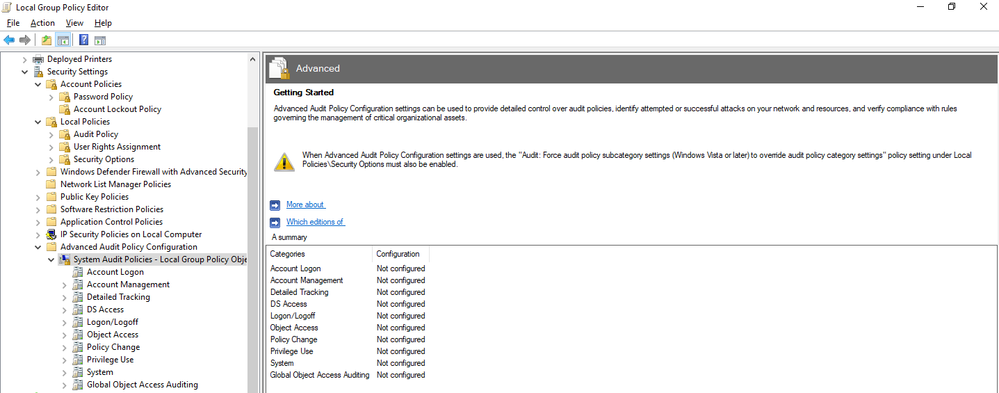 Local Group Policy Editor
File Action View Help
Deployed Printers
Security Settings
Account Policies
Password Policy
Account Lockout Policy
Local Policies
Audit Policy
User Rights Assignment
Security Options
Windows Defender Firewall with Advanced Security
Network List Manager Policies
Public Key Policies
Software Restriction Policies
Application Control Policies
IP Security Policies on Local Computer
Advanced Audit Policy Configuration
System Audit Policies - Local Group Policy Obje
Account Logon
Account Management
Detailed Tracking
DS Access
Logon/Logoff
Object Access
Policy Change
Privilege Use
System
Global Object Access Auditing
Advanced
Getting Started
Advanced Audit Policy Configuration settings can be used to provide detailed control over audit policies, identify attempted or successful attacks on your network and resources, and verify compliance with rules
governing the management of critical organizational assets.
When Advanced Audit Policy Configuration settings are used, the "Audit: Force audit policy subcategory settings (Windows Vista or later) to override audit policy category settings" policy setting under Local
Policies\Security Options must also be enabled.
More about
Which editions of
A summary
Categories Configuration
Account Logon Not configured
Account Management Not configured
Detailed Tracking Not configured
DS Access Not configured
Logon/Logoff Not configured
Object Access Not configured
Policy Change Not configured
Privilege Use Not configured
System Not configured
Global Object Access Auditing Not configured